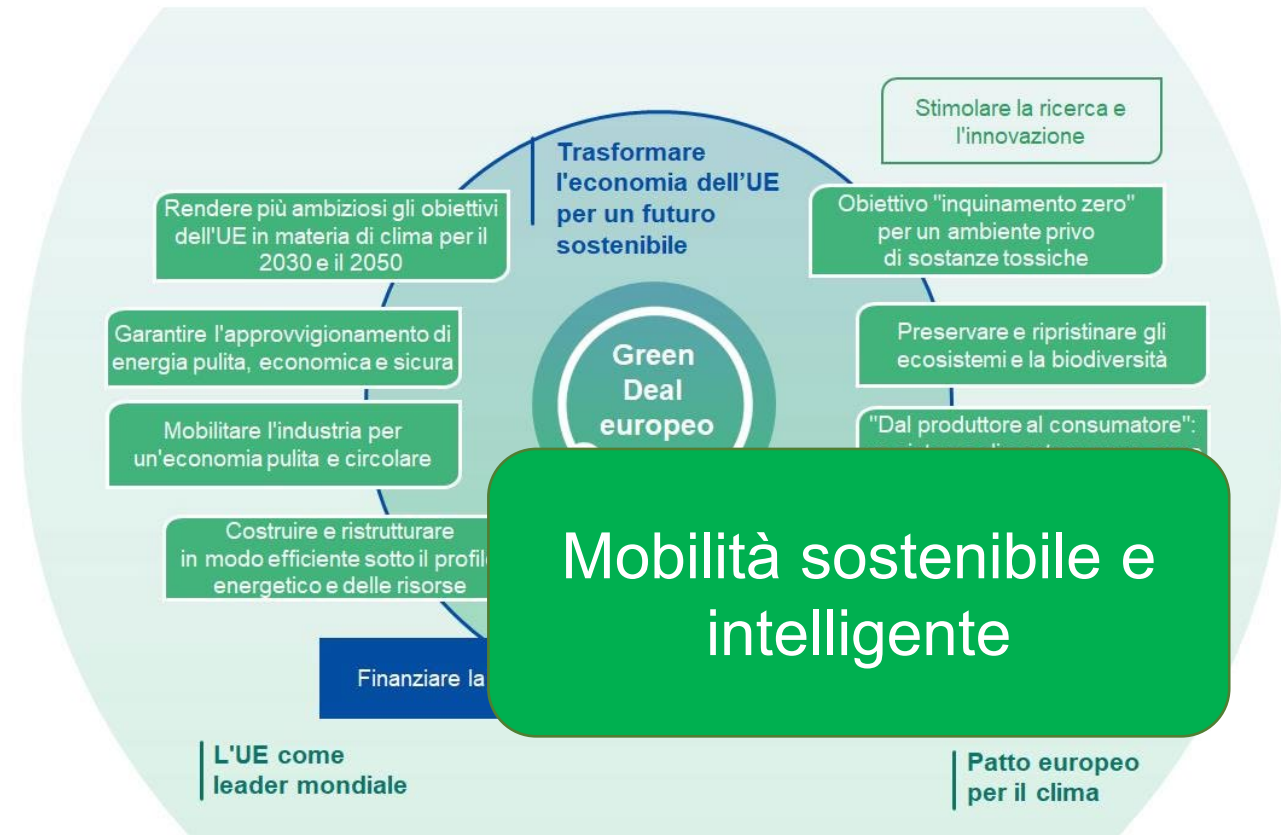 Trasformare
l'economia dell'UE
per un futuro
sostenibile
Stimolare la ricerca e
l'innovazione
Rendere più ambiziosi gli obiettivi
dell'UE in materia di clima per il
2030 e il 2050
Obiettivo "inquinamento zero"
per un ambiente privo
di sostanze tossiche
Garantire l'approvvigionamento di
energia pulita, economica e sicura
Preservare e ripristinare gli
ecosistemi e la biodiversità
Green
Deal
europeo
Mobilitare l'industria per
un'economia pulita e circolare
"Dal produttore al consumatore":
Costruire e ristrutturare
in modo efficiente sotto il profilo
energetico e delle risorse
Mobilità sostenibile e
intelligente
Finanziare la
L'UE come
leader mondiale
Patto europeo
per il clima